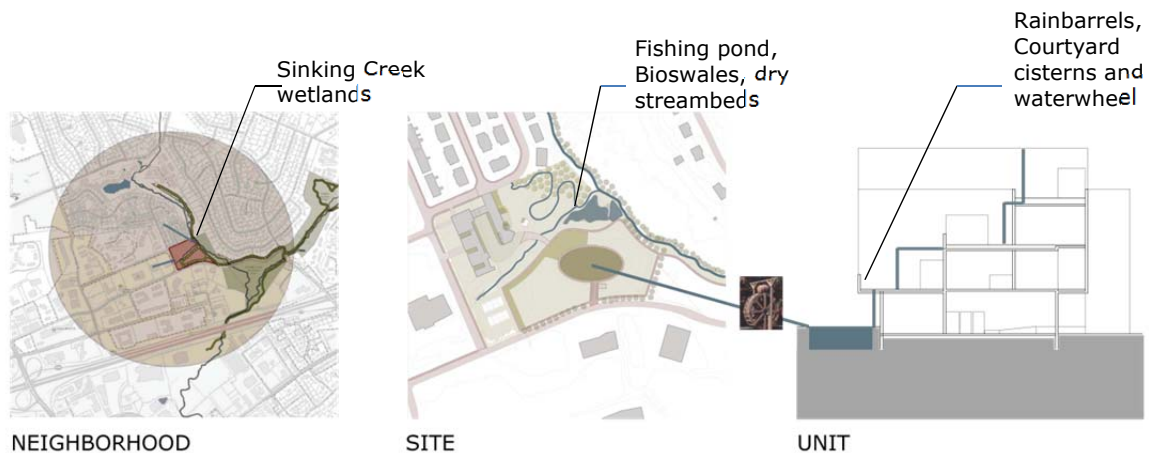 Sinking Creek
wetlands
Fishing pond,
Bioswales, dry
streambeds
Rainbarrels,
Courtyard
cisterns and
waterwheel
NEIGHBORHOOD
SITE
UNIT